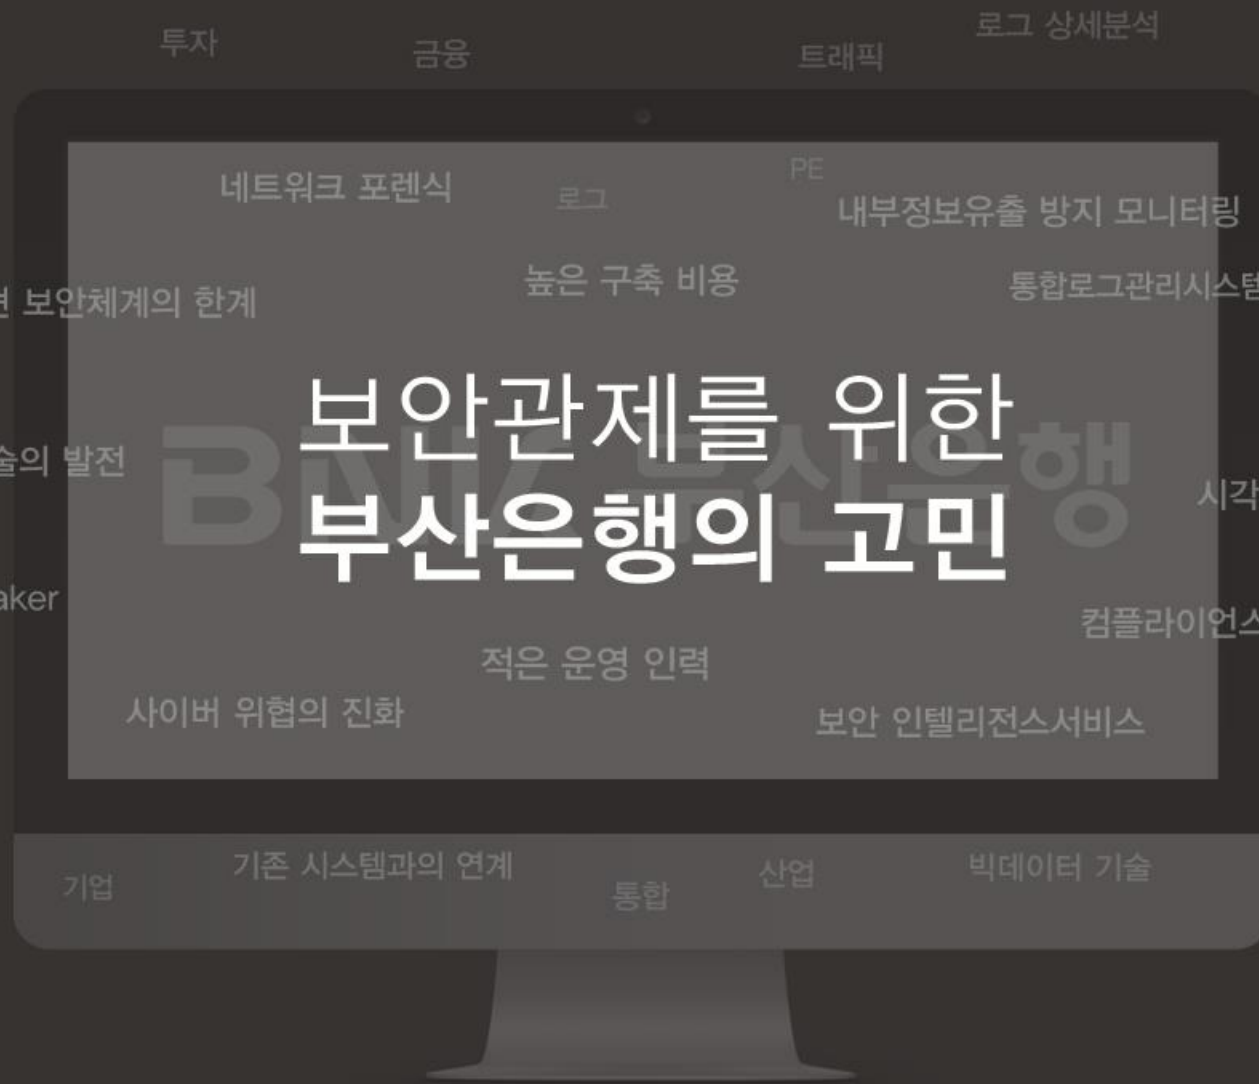 로그 상세분석
투자
금융
트래픽
PE
네트워크 포렌식
로그
내부정보유출 방지 모니터링
높은 구축 비용
통합로그관리시스템
보안체계의 한계
보안관제를 위한
BNK 부산은행
부산은행의 고민
발전
시각
aker
컴플라이언스
적은 운영 인력
사이버 위협의 진화
보안 인텔리전스서비스
기존 시스템과의 연계
빅데이터 기술
산업
기업
통합